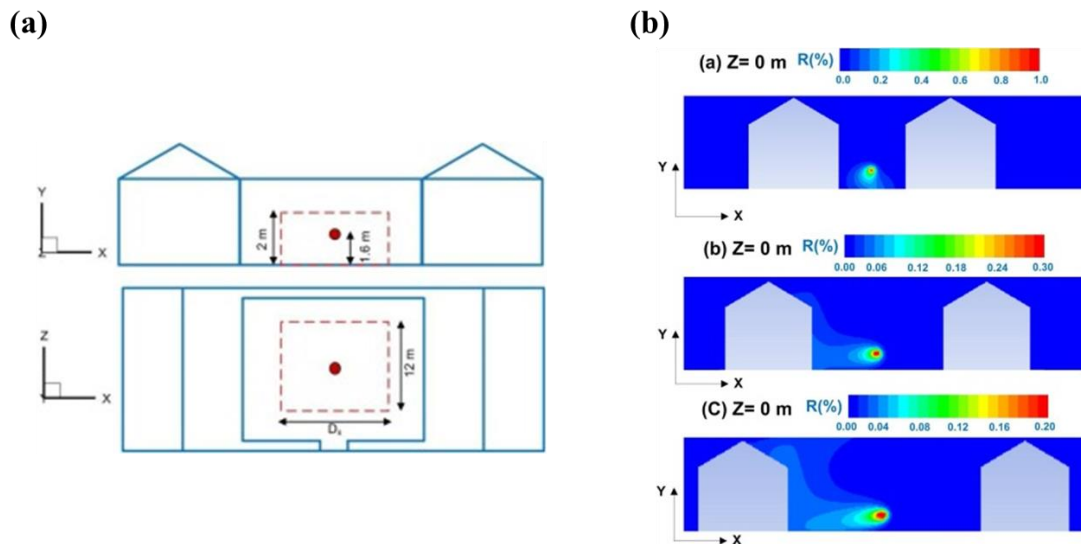 (a)
Y
Z
X
2 m
1.6 m
Z
Y
X
12 m
Dx
(b)
(a) Z= 0 m R(%)
0.0 0.2 0.4 0.6 0.8 1.0
Y
X
(b) Z= 0 m R(%)
0.00 0.06 0.12 0.18 0.24 0.30
Y
X
(C) Z= 0 m R(%)
0.00 0.04 0.08 0.12 0.16 0.20
Y
X